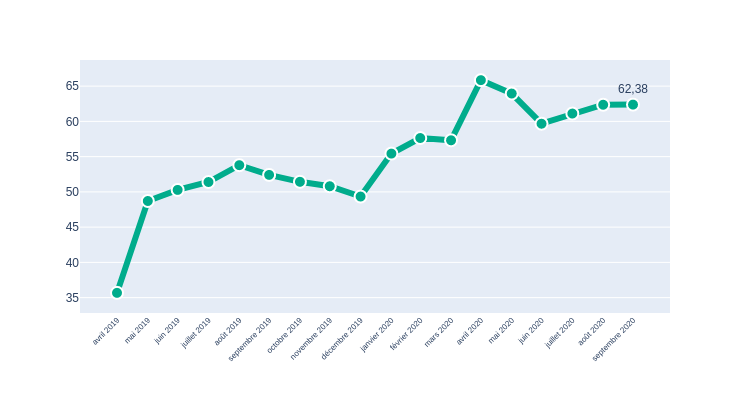 65
60
55
50
45
40
35
62,38
avril 2019
mai 2019
juin 2019
juillet 2019
août 2019
septembre 2019
octobre 2019
novembre 2019
décembre 2019
janvier 2020
février 2020
mars 2020
avril 2020
mai 2020
juin 2020
juillet 2020
août 2020
septembre 2020